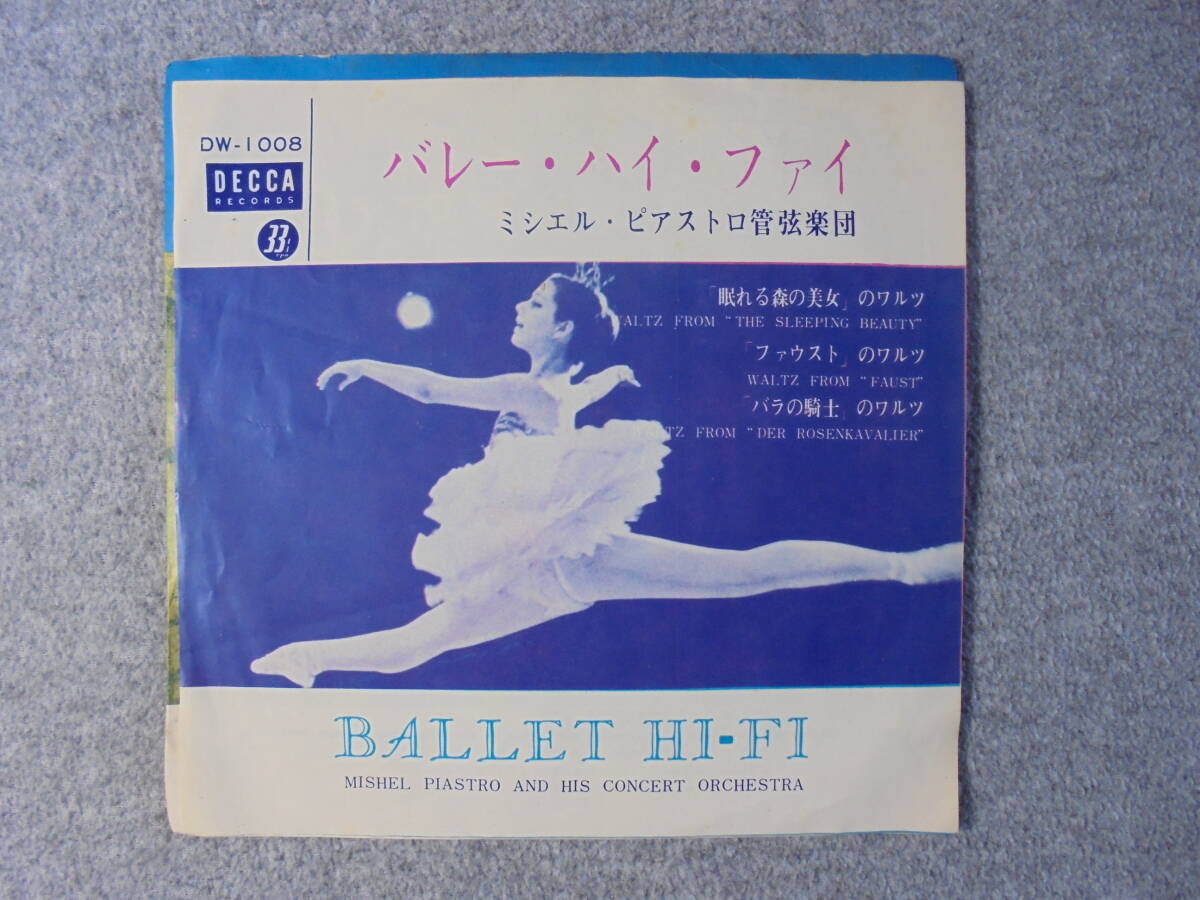 DW-1008
DECCA
RECORDS
33
バレー・ハイ・ファイ
ミシエル・ピアストロ管弦楽団
「眠れる森の美女」のワルツ
WALTZ FROM "THE SLEEPING BEAUTY"
「ファウスト」のワルツ
WALTZ FROM "FAUST"
「バラの騎士」のワルツ
FROM "DER ROSENKAVALIER"
BALLET HI-FI
MISHEL PIASTRO AND HIS CONCERT ORCHESTRA